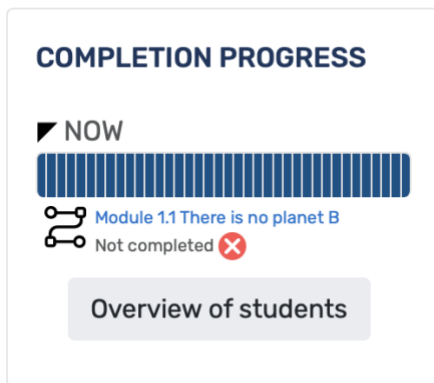 COMPLETION PROGRESS
NOW
Module 1.1 There is no planet B
Not completed
Overview of students